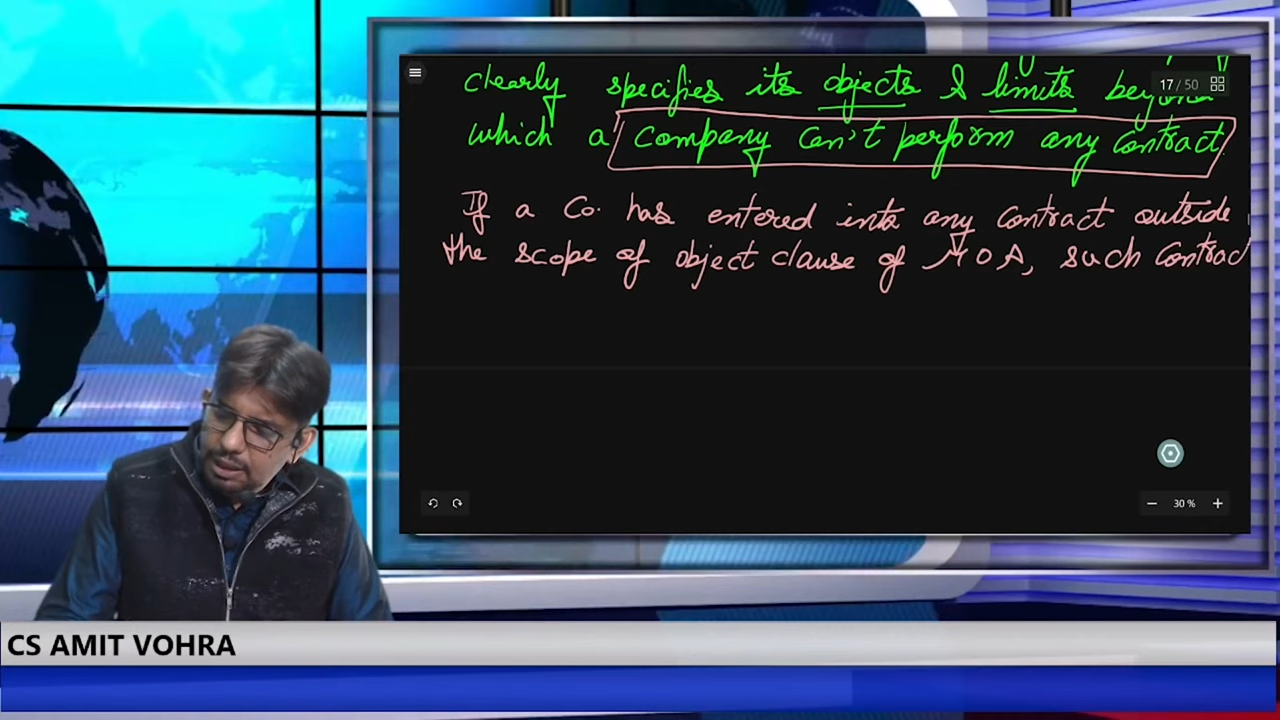 clearly specifies its objects & limits beyond
17 / 50
which a company can't perform any contract
If a Co. has entered into any contract outside
the scope of object clause of MOA, such contract
30 %
CS AMIT VOHRA